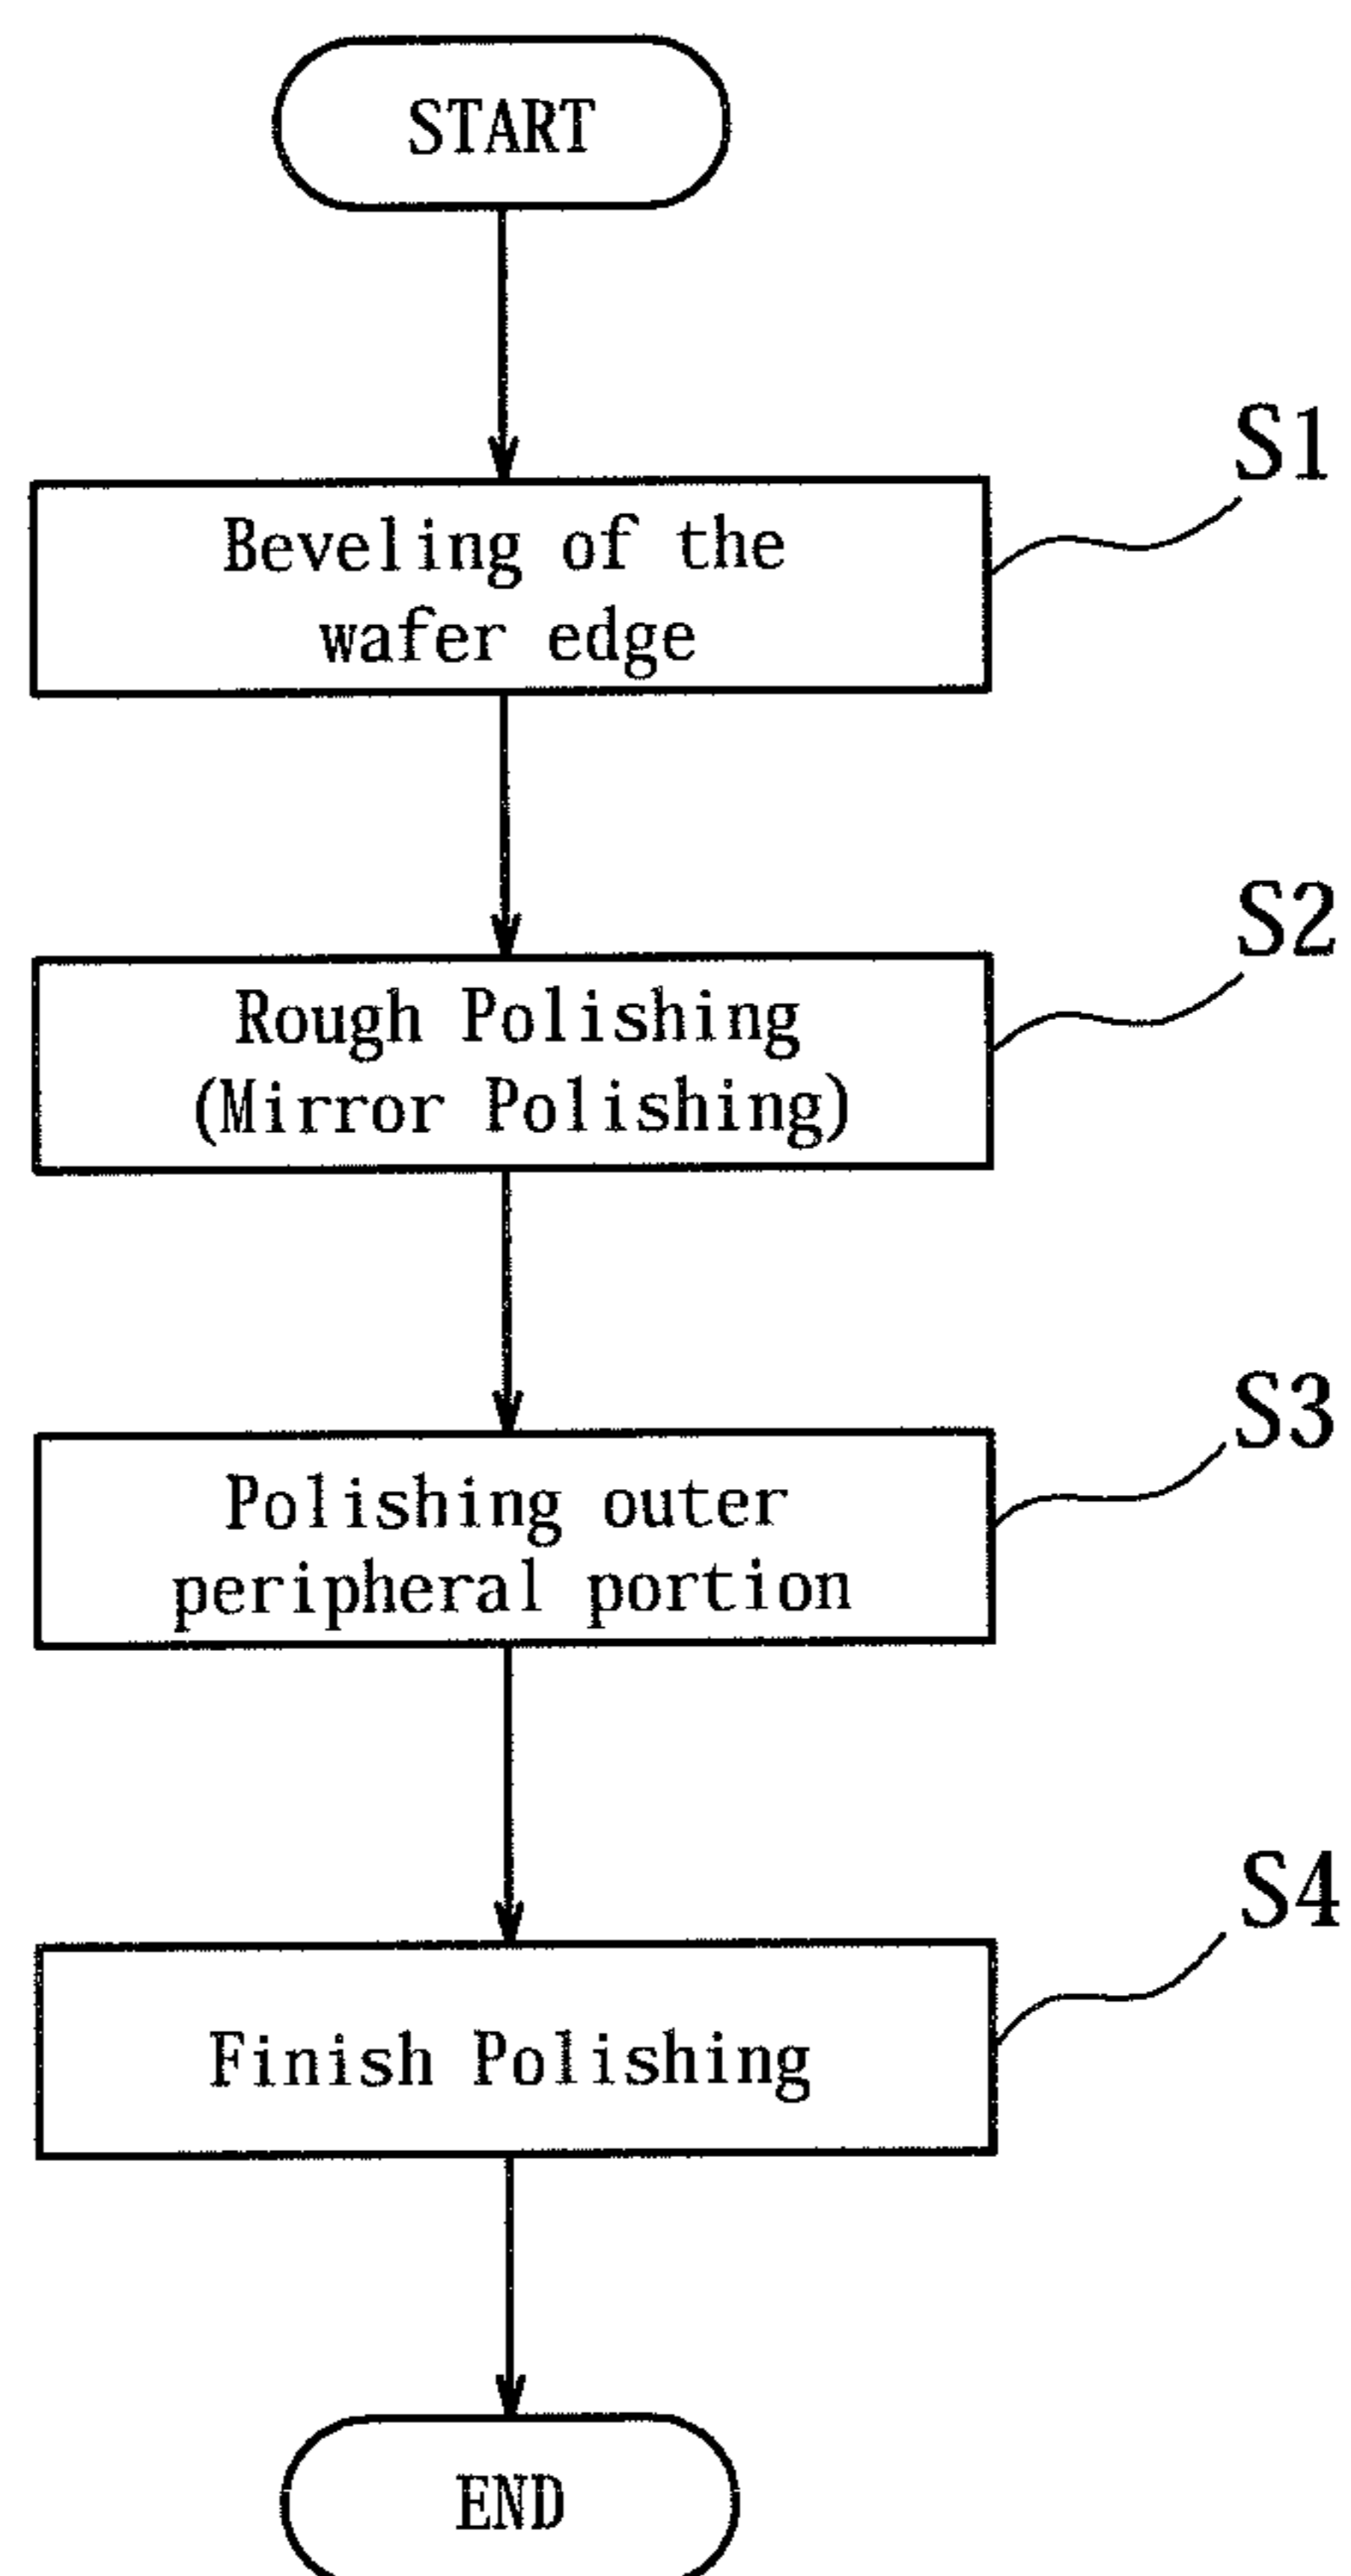 START
S1
Beveling of the
wafer edge
S2
Rough Polishing
(Mirror Polishing)
S3
Polishing outer
peripheral portion
S4
Finish Polishing
END